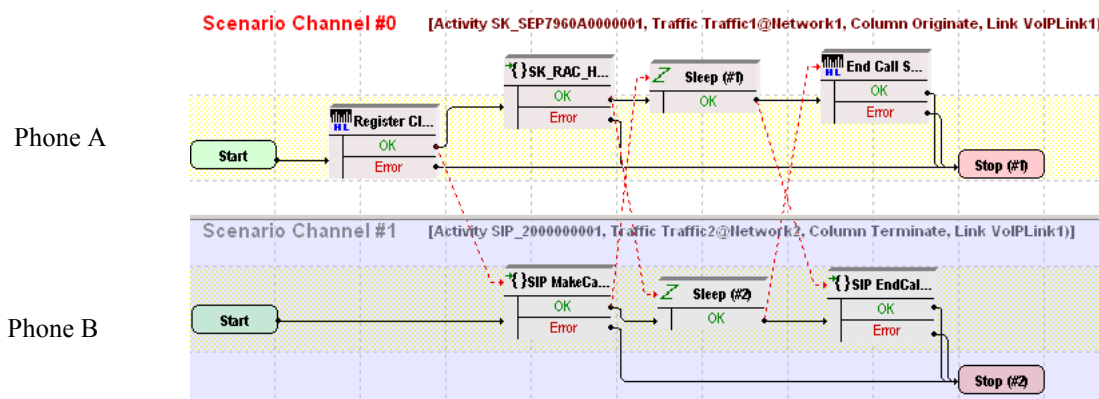 Scenario Channel #0 [Activity SK_SEP7960A0000001, Traffic Traffic1@Network1, Column Originate, Link VoIPLink1)
{}SK_RAC_H...
OK
Error
Sleep (#1)
OK
HL End Call S...
OK
Error
Phone A
Start
HL Register Cl...
OK
Error
Stop (#1)
Scenario Channel #1 [Activity SIP_2000000001, Traffic Traffic2@Network2, Column Terminate, Link VoIPLink1)]
Phone B
Start
{}SIP MakeCa...
OK
Error
Sleep (#2)
OK
{}SIP EndCal...
OK
Error
Stop (#2)